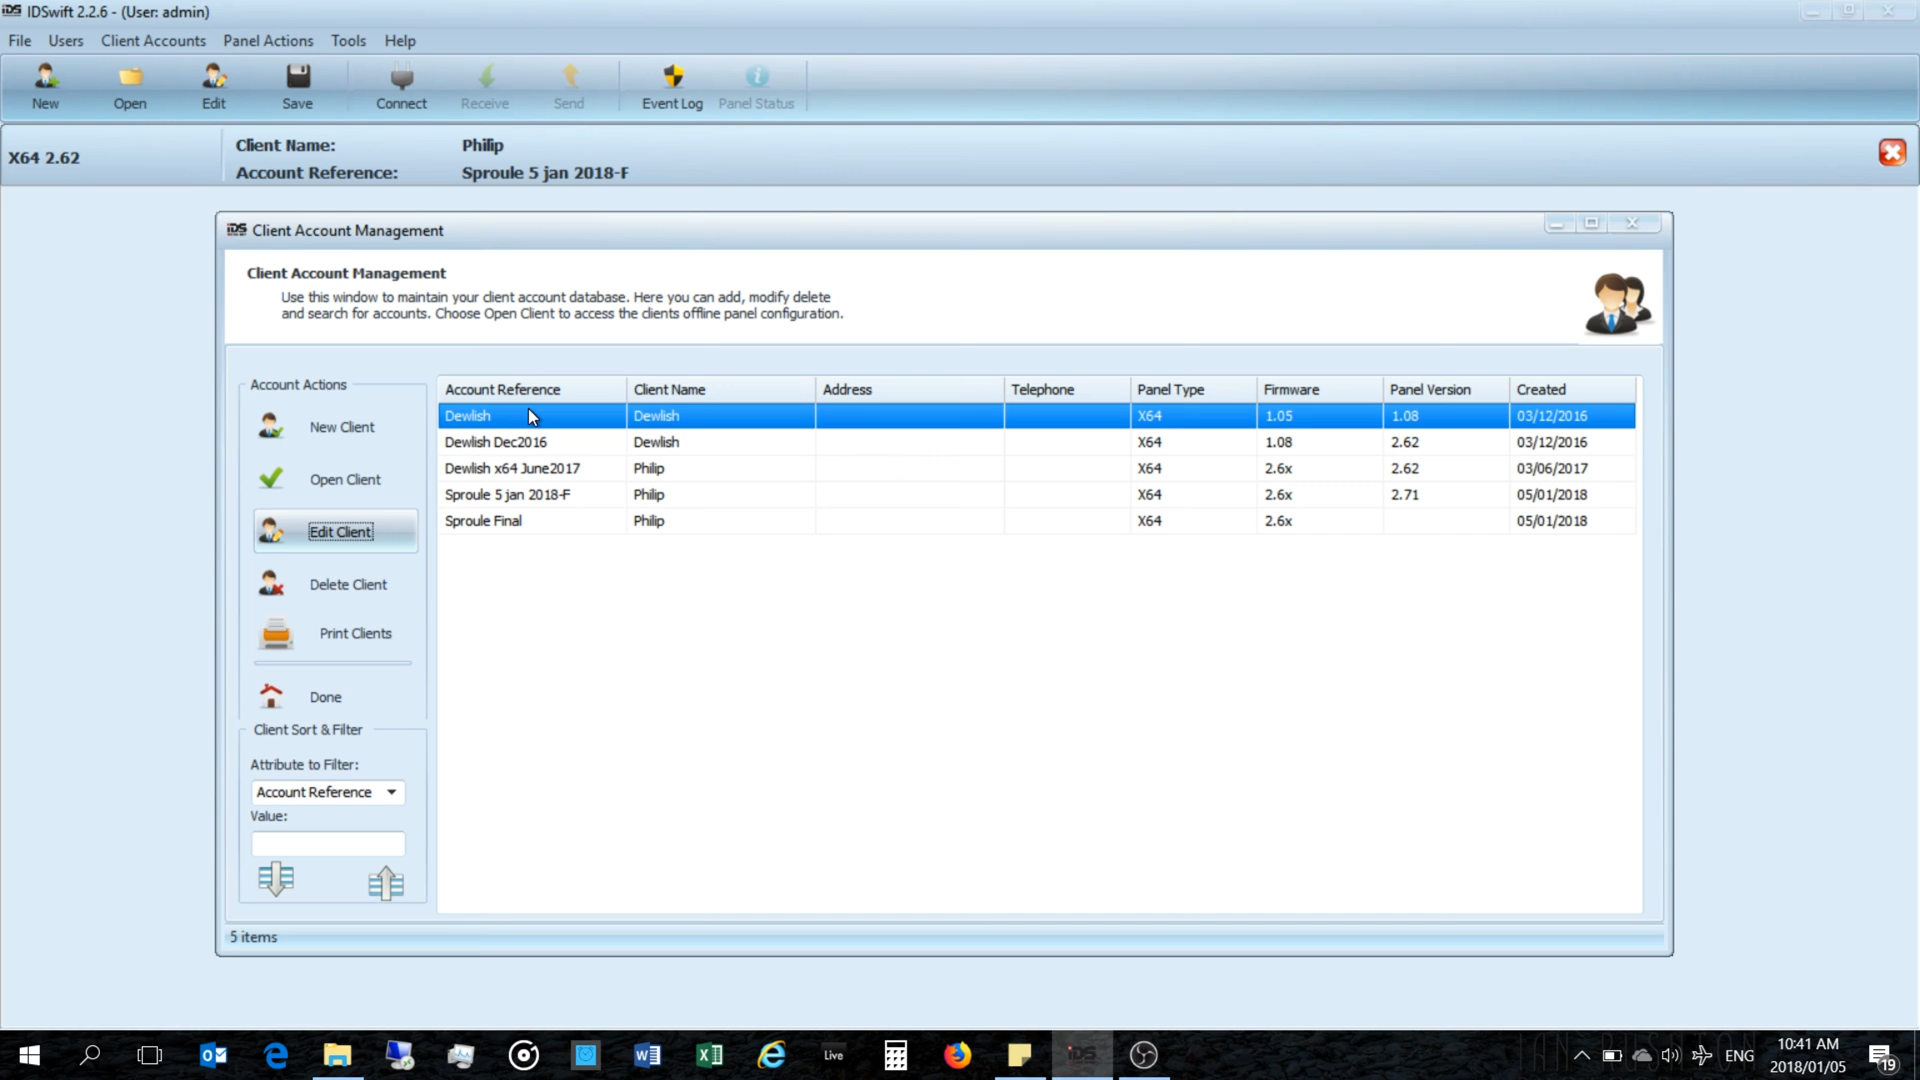 IDS IDSwift 2.2.6 - (User: admin)
File Users Client Accounts Panel Actions Tools Help
New Open Edit Save Connect Receive Send Event Log Panel Status
X64 2.62
Client Name: Philip
Account Reference: Sproule 5 jan 2018-F
IDS Client Account Management
Client Account Management
Use this window to maintain your client account database. Here you can add, modify delete
and search for accounts. Choose Open Client to access the clients offline panel configuration.
Account Actions
New Client
Open Client
Edit Client
Delete Client
Print Clients
Done
Client Sort & Filter
Attribute to Filter:
Account Reference
Value:
Account Reference Client Name Address Telephone Panel Type Firmware Panel Version Created
Dewlish Dewlish X64 1.05 1.08 03/12/2016
Dewlish Dec2016 Dewlish X64 1.08 2.62 03/12/2016
Dewlish x64 June2017 Philip X64 2.6x 2.62 03/06/2017
Sproule 5 jan 2018-F Philip X64 2.6x 2.71 05/01/2018
Sproule Final Philip X64 2.6x 05/01/2018
5 items
Live
IDS
IAN RUSHTON
ENG
10:41 AM
2018/01/05
19